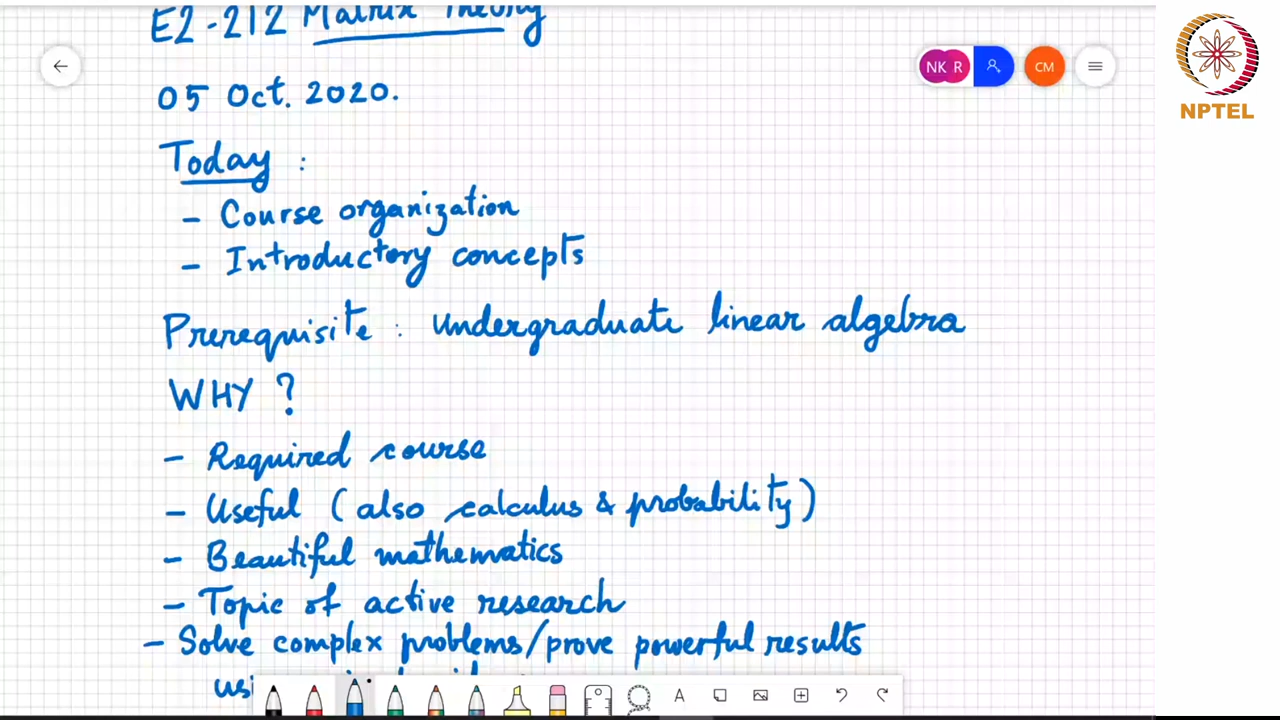 E2-212 Matrix Theory
NK R CM
NPTEL
05 Oct. 2020.
Today :
- Course organization
- Introductory concepts
Prerequisite : Undergraduate linear algebra
WHY ?
- Required course
- Useful (also calculus & probability)
- Beautiful mathematics
- Topic of active research
- Solve complex problems/prove powerful results
A